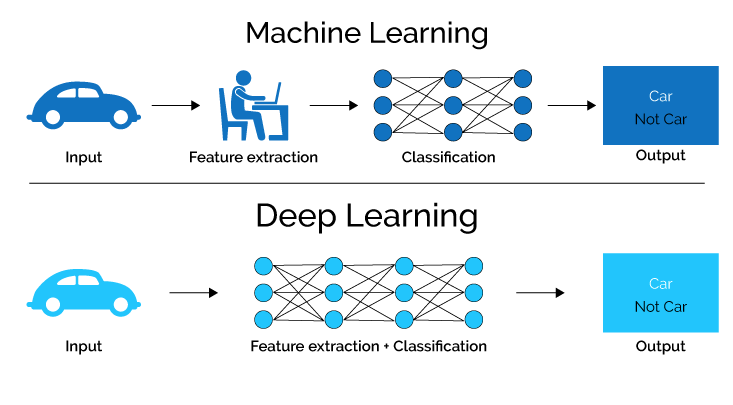 Machine Learning
Input
Feature extraction
Classification
Car
Not Car
Output
Deep Learning
Input
Feature extraction + Classification
Car
Not Car
Output